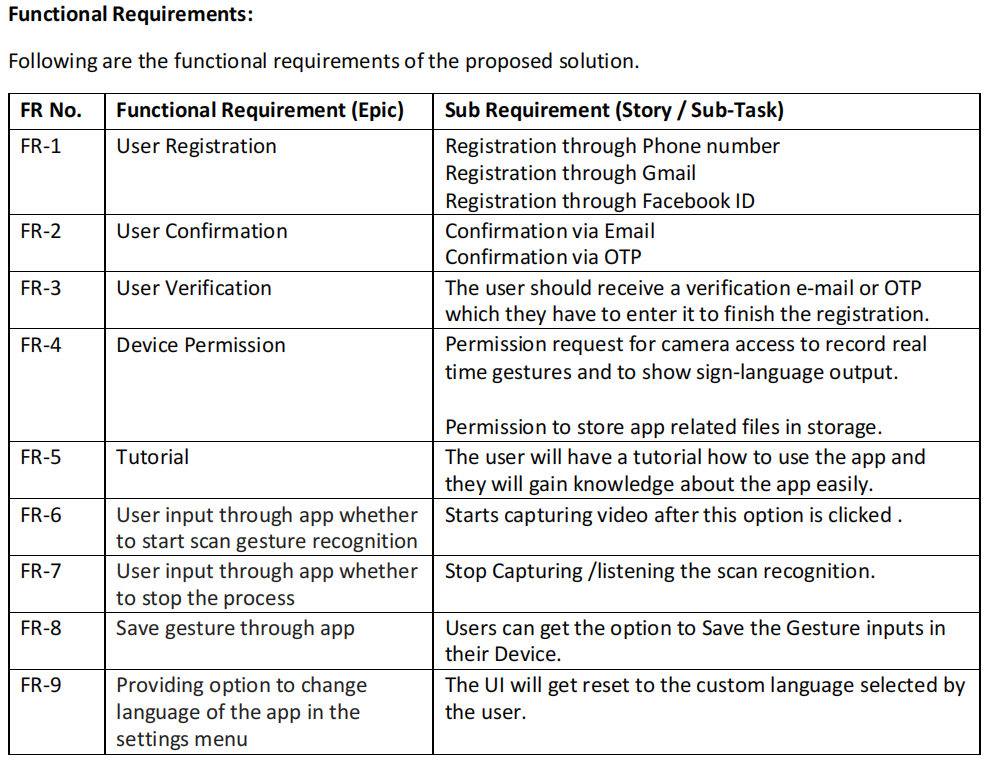 Functional Requirements:
Following are the functional requirements of the proposed solution.
FR No. Functional Requirement (Epic) Sub Requirement (Story / Sub-Task)
FR-1 User Registration Registration through Phone number
Registration through Gmail
Registration through Facebook ID
FR-2 User Confirmation Confirmation via Email
Confirmation via OTP
FR-3 User Verification The user should receive a verification e-mail or OTP
which they have to enter it to finish the registration.
FR-4 Device Permission Permission request for camera access to record real
time gestures and to show sign-language output.
Permission to store app related files in storage.
FR-5 Tutorial The user will have a tutorial how to use the app and
they will gain knowledge about the app easily.
FR-6 User input through app whether Starts capturing video after this option is clicked .
to start scan gesture recognition
FR-7 User input through app whether Stop Capturing /listening the scan recognition.
to stop the process
FR-8 Save gesture through app Users can get the option to Save the Gesture inputs in
their Device.
FR-9 Providing option to change The UI will get reset to the custom language selected by
language of the app in the the user.
settings menu